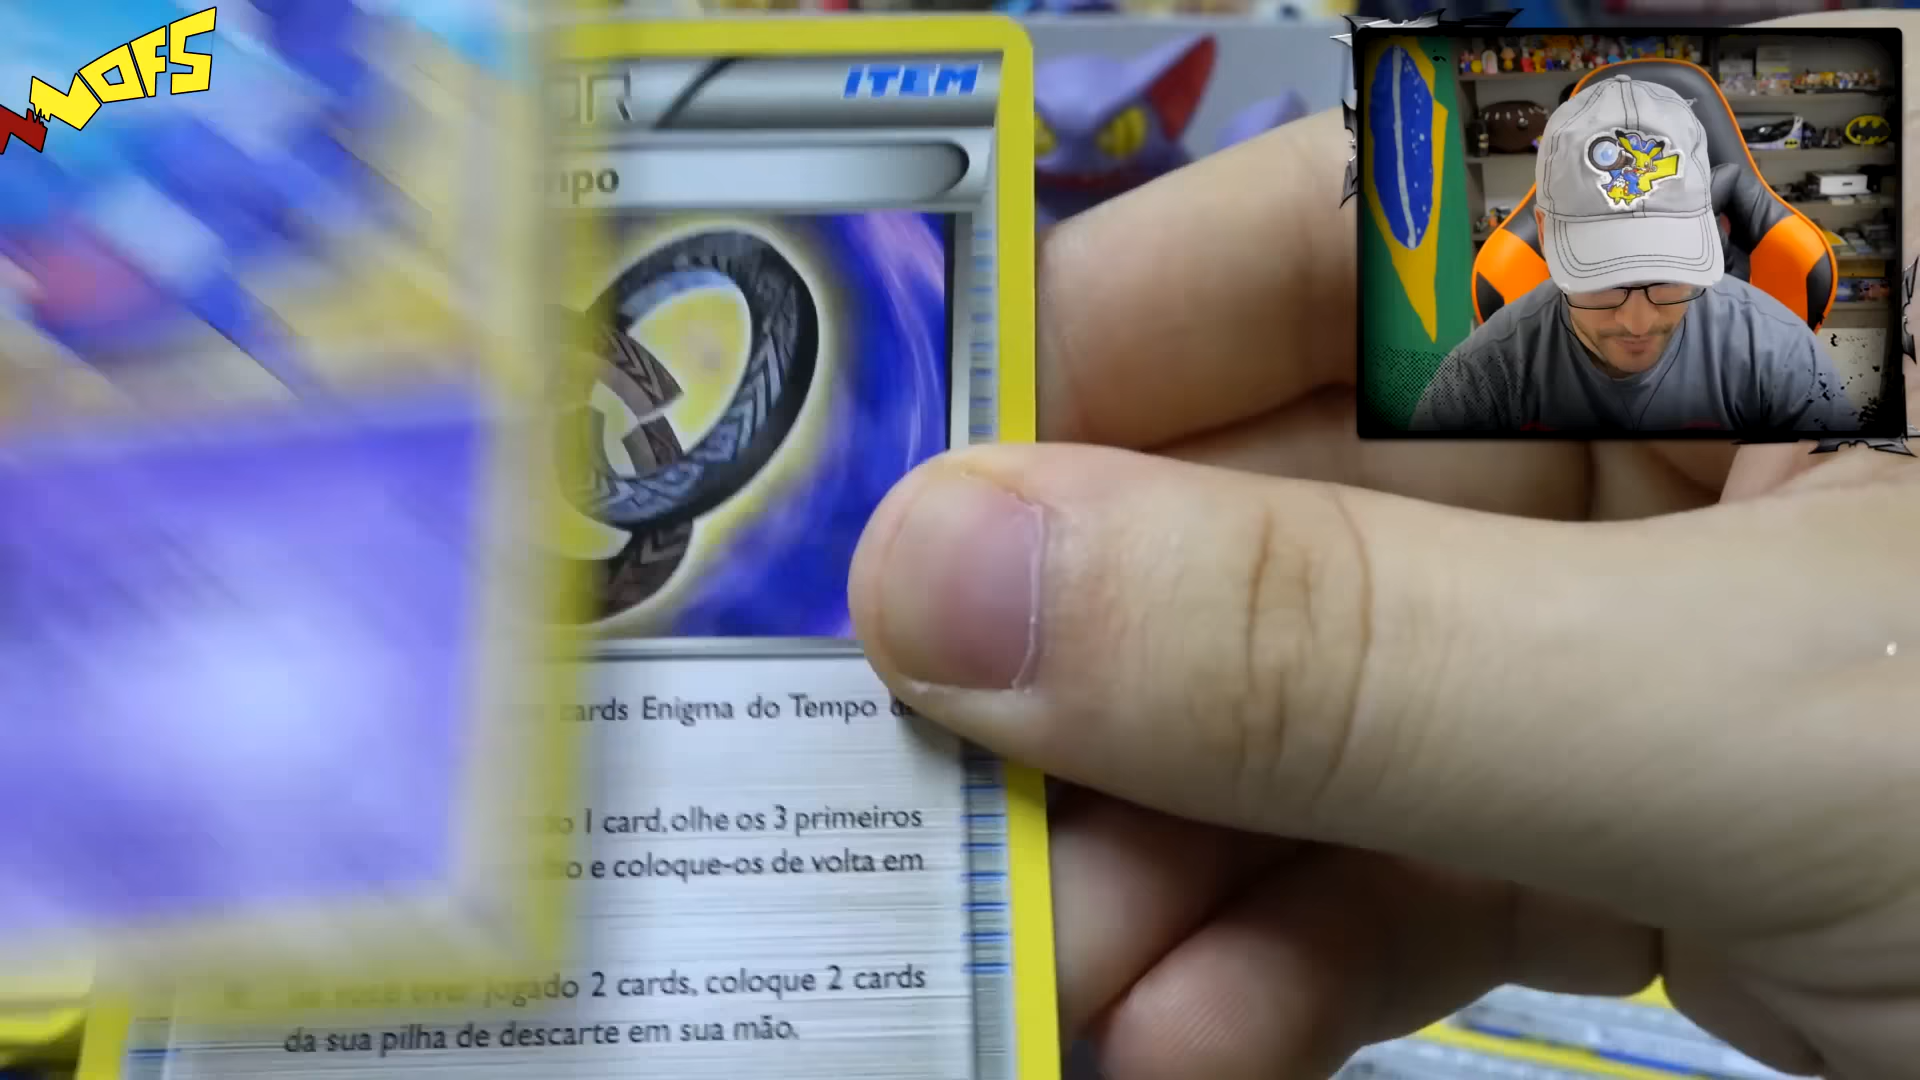 MOFS
ITEM
mpo
cards Enigma do Tempo
1 card, olhe os 3 primeiros
e coloque-os de volta em
jogado 2 cards, coloque 2 cards
da sua pilha de descarte em sua mão.